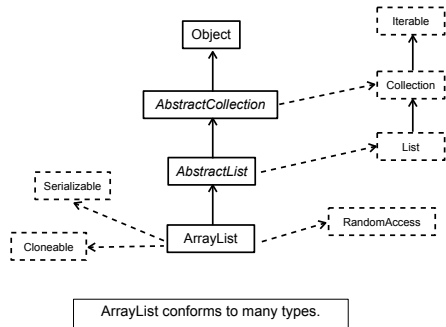 Iterable
Object
Collection
AbstractCollection
List
AbstractList
Serializable
RandomAccess
ArrayList
Cloneable
ArrayList conforms to many types.